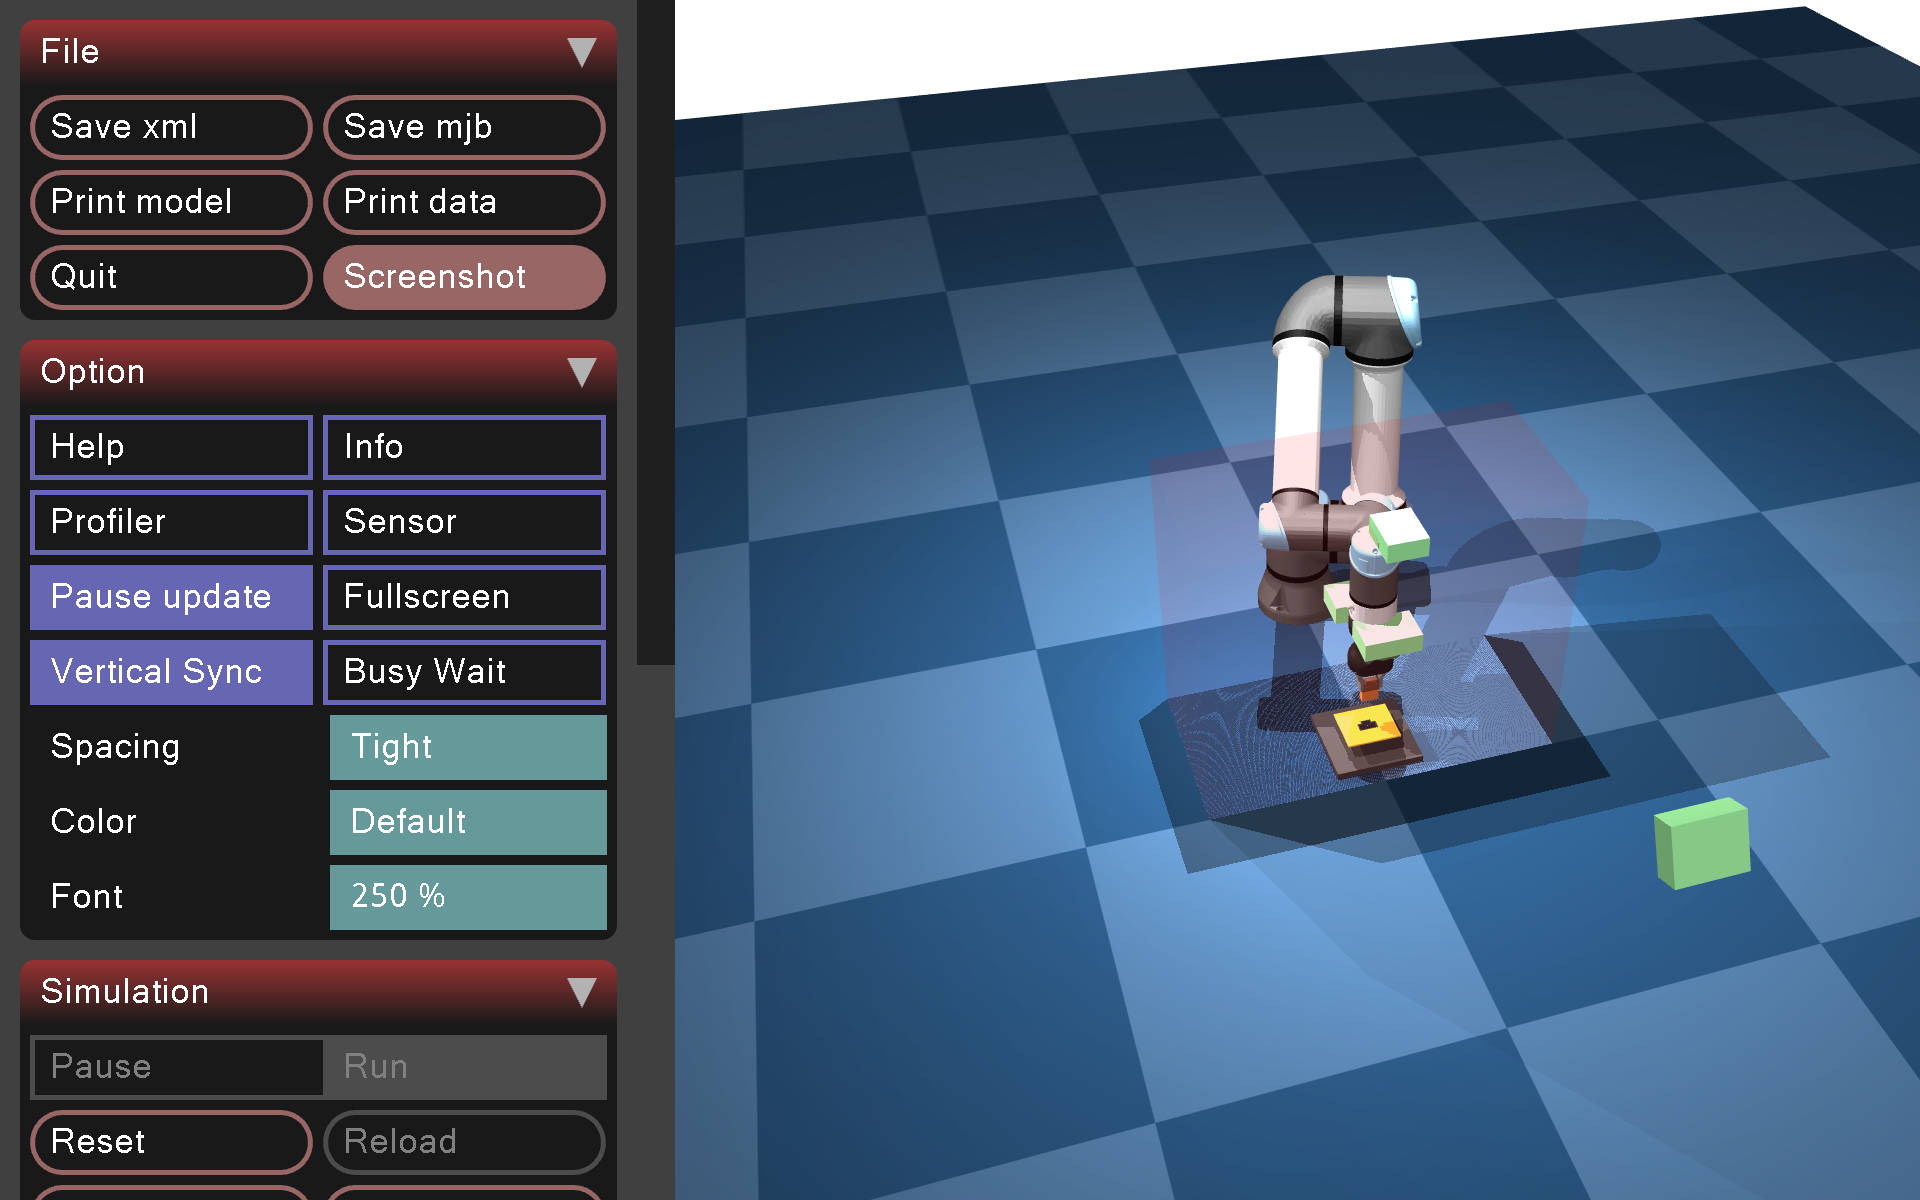 File
Save xml
Save mjb
Print model
Print data
Quit
Screenshot
Option
Help
Info
Profiler
Sensor
Pause update
Fullscreen
Vertical Sync
Busy Wait
Spacing
Tight
Color
Default
Font
250 %
Simulation
Pause
Run
Reset
Reload